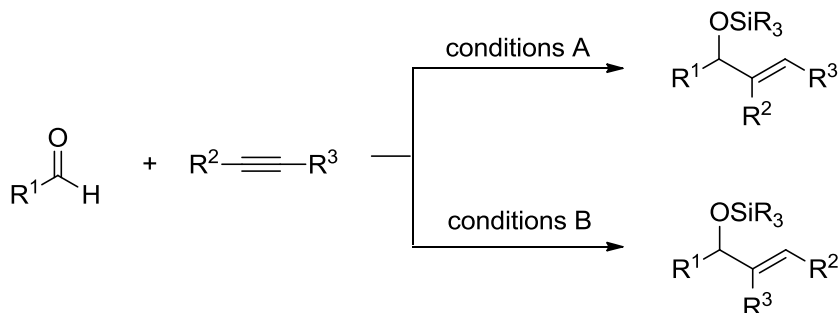 OSiR3
conditions A
R1
R3
R2
O
R1
H
+
R2
R3
conditions B
OSiR3
R1
R2
R3